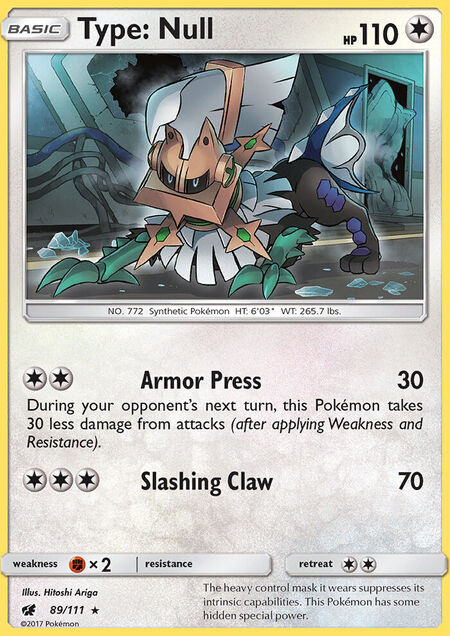 BASIC Type: Null HP 110
NO. 772 Synthetic Pokémon HT: 6'03" WT: 265.7 lbs.
Armor Press 30
During your opponent's next turn, this Pokémon takes
30 less damage from attacks (after applying Weakness and
Resistance).
Slashing Claw 70
weakness ×2 resistance retreat
Illus. Hitoshi Ariga
89/111 ★
©2017 Pokémon
The heavy control mask it wears suppresses its
intrinsic capabilities. This Pokémon has some
hidden special power.